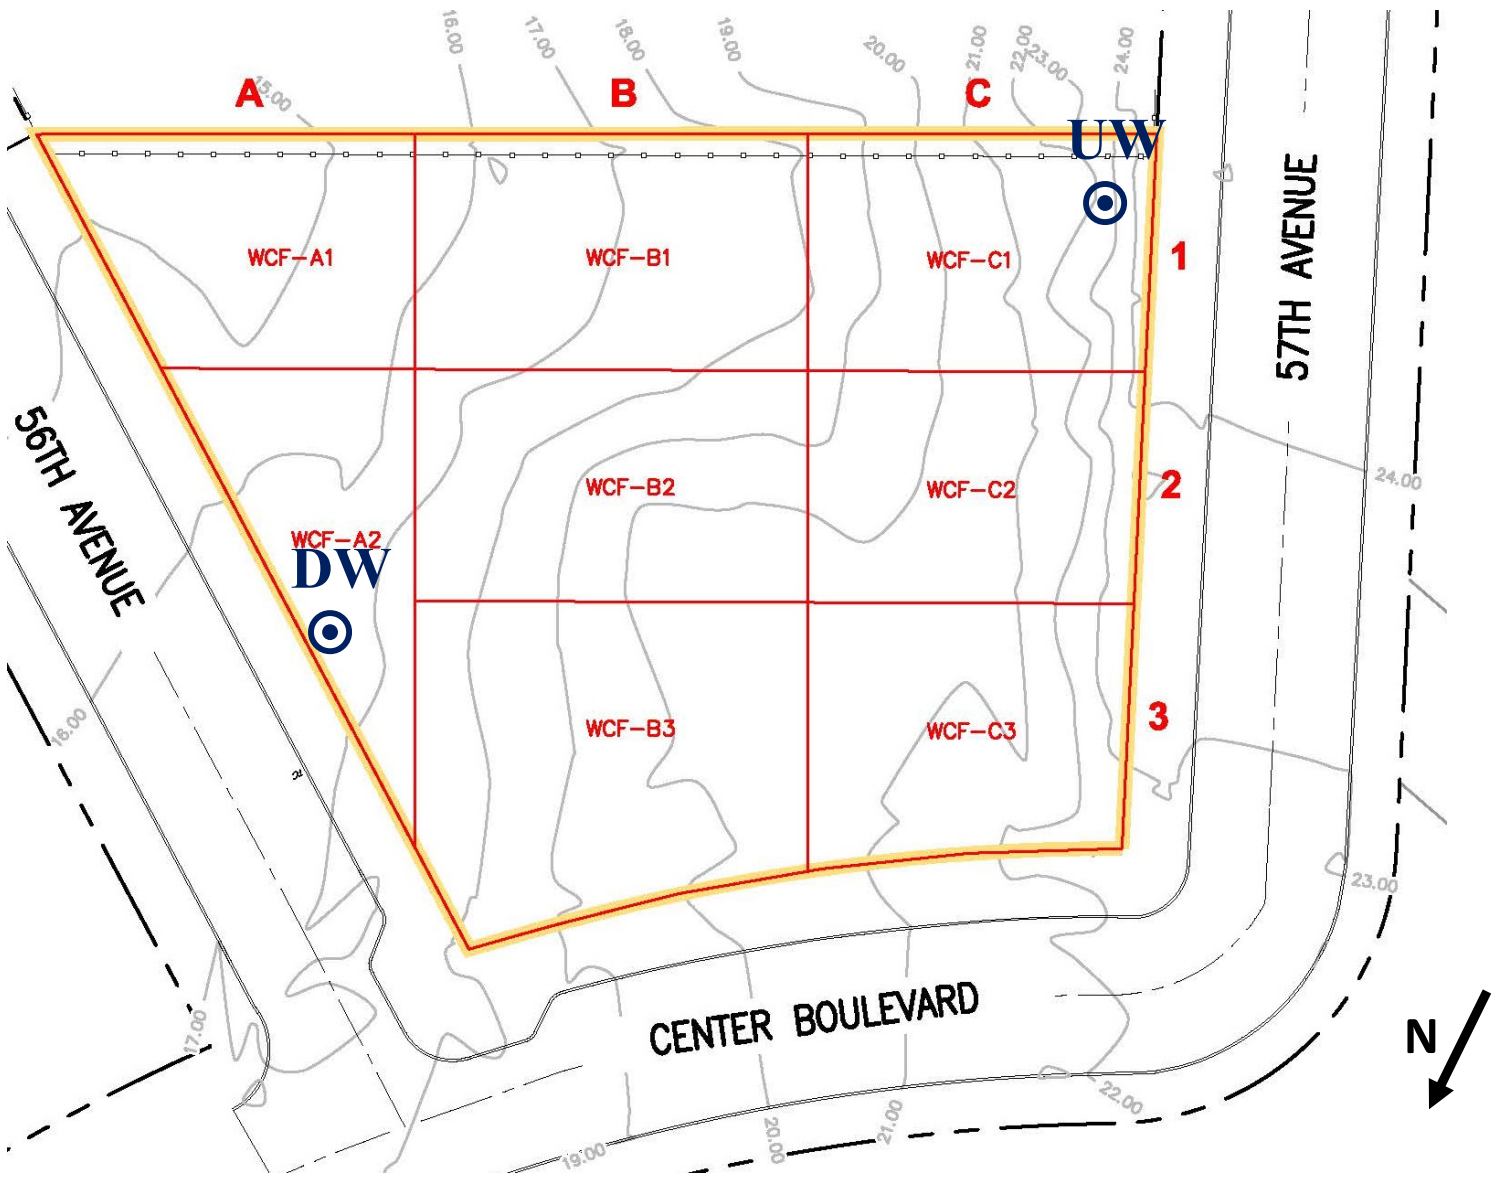 16.00
17.00
18.00
19.00
20.00
21.00
22.00
23.00
24.00
A
15.00
B
C
UW
57TH AVENUE
WCF-A1
WCF-B1
WCF-C1
1
56TH AVENUE
WCF-B2
WCF-C2
2
24.00
WCF-A2
DW
16.00
WCF-B3
WCF-C3
3
23.00
CENTER BOULEVARD
17.00
N
22.00
21.00
20.00
19.00